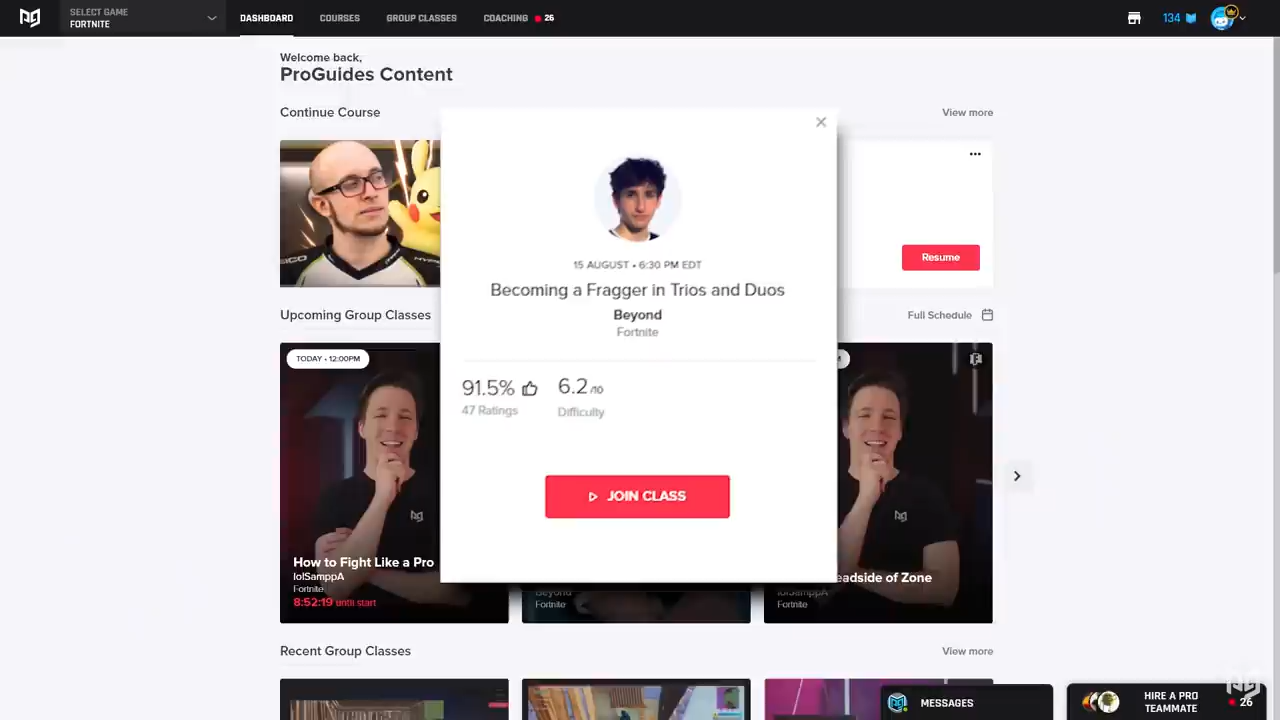 SELECT GAME
FORTNITE
DASHBOARD
COURSES
GROUP CLASSES
COACHING
26
134
Welcome back,
ProGuides Content
Continue Course
View more
Resume
15 AUGUST • 6:30 PM EDT
Becoming a Fragger in Trios and Duos
Beyond
Fortnite
91.5%
47 Ratings
6.2/10
Difficulty
JOIN CLASS
Upcoming Group Classes
Full Schedule
TODAY • 12:00PM
How to Fight Like a Pro
lolSamppA
Fortnite
8:52:19 until start
Beyond
Fortnite
eadside of Zone
lolSamppA
Fortnite
Recent Group Classes
View more
MESSAGES
HIRE A PRO
TEAMMATE
26